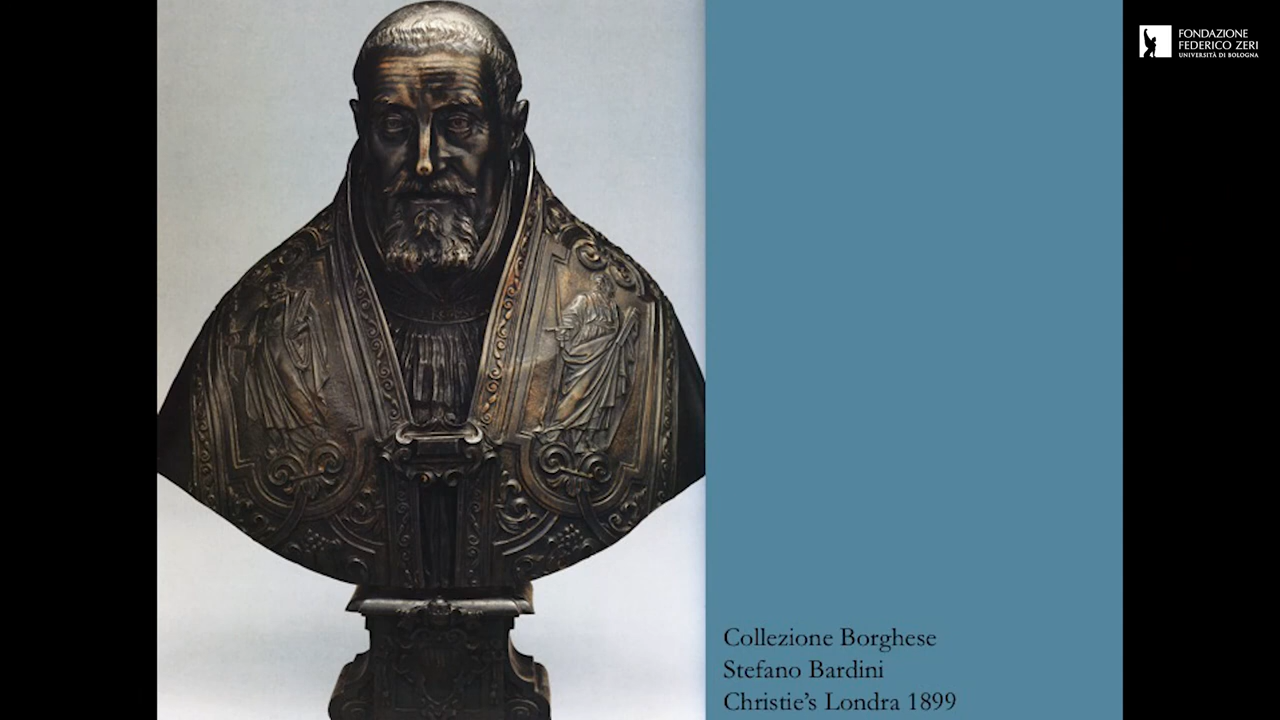 FONDAZIONE
FEDERICO ZERI
UNIVERSITÀ DI BOLOGNA
Collezione Borghese
Stefano Bardini
Christie's Londra 1899